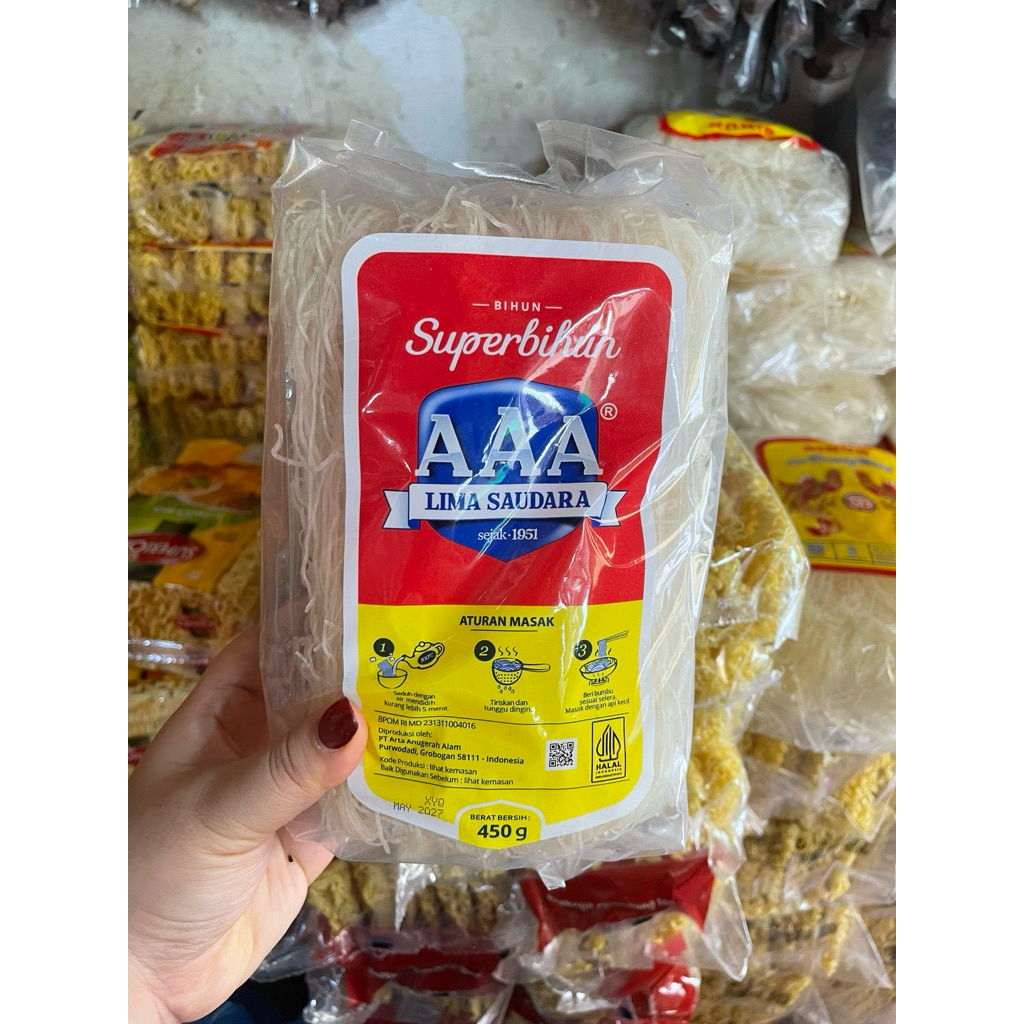 BIHUN
Superbihun
AAA®
LIMA SAUDARA
sejak · 1951
ATURAN MASAK
1
100°C
Seduh dengan
air mendidih
kurang lebih 5 menit.
2
Tiriskan dan
tunggu dingin.
3
Beri bumbu
sesuai selera.
Masak dengan api kecil.
BPOM RI MD 231311004016
Diproduksi oleh:
PT Arta Anugerah Alam
Purwodadi, Grobogan 58111 - Indonesia
Kode Produksi : lihat kemasan
Baik Digunakan Sebelum : lihat kemasan
HALAL
INDONESIA
XYQ
MAY 2027
BERAT BERSIH :
450 g